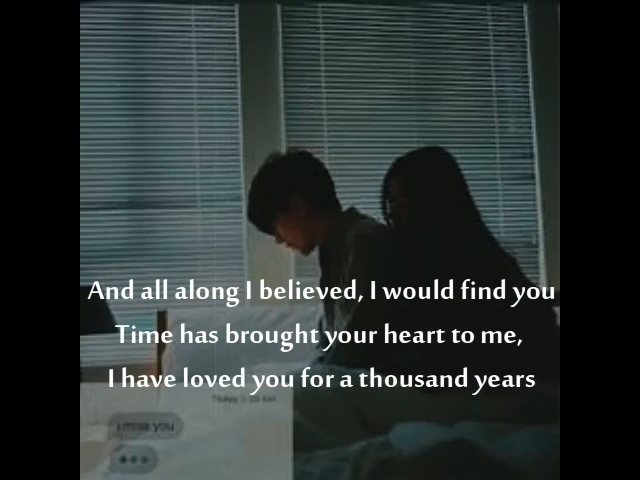 And all along I believed, I would find you
Time has brought your heart to me,
I have loved you for a thousand years
i miss you